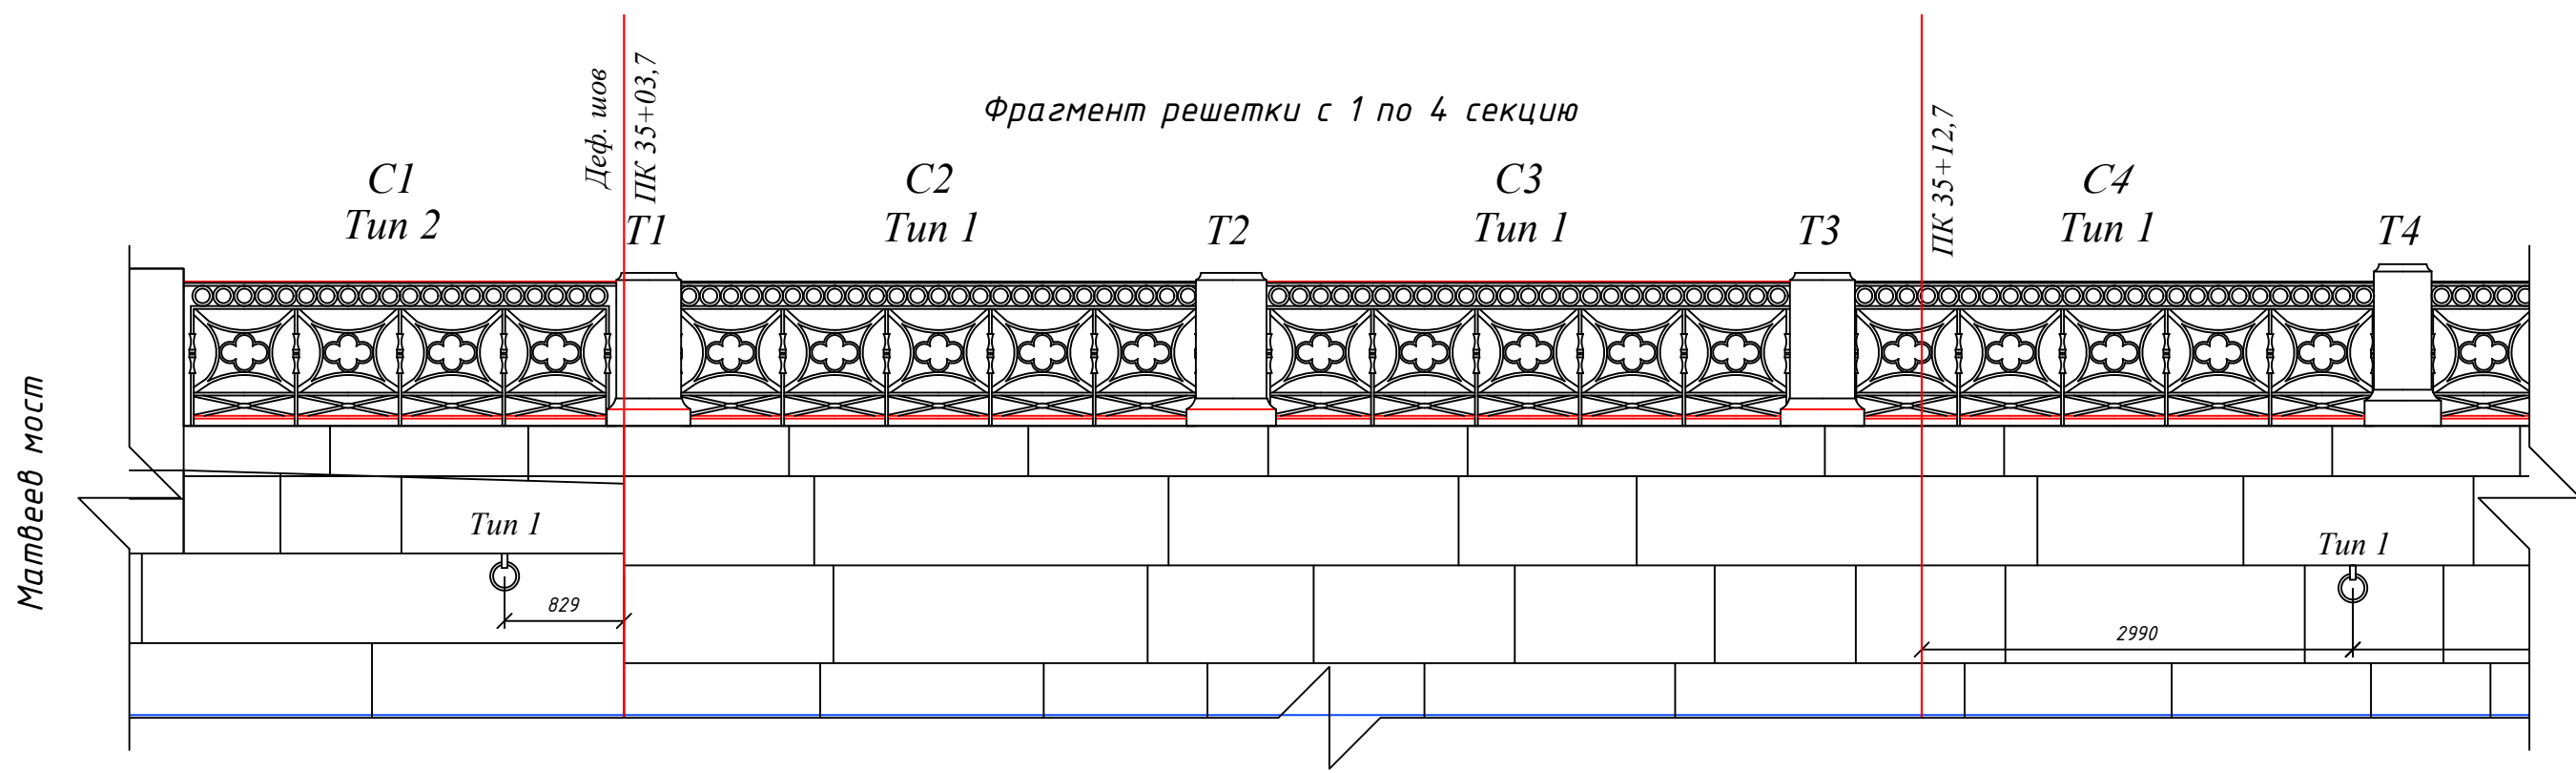 Фрагмент решетки с 1 по 4 секцию
Деф. шов
ПК 35+03,7
ПК 35+12,7
С1
Тип 2
Т1
С2
Тип 1
Т2
С3
Тип 1
Т3
С4
Тип 1
Т4
Матвеев мост
Тип 1
829
Тип 1
2990